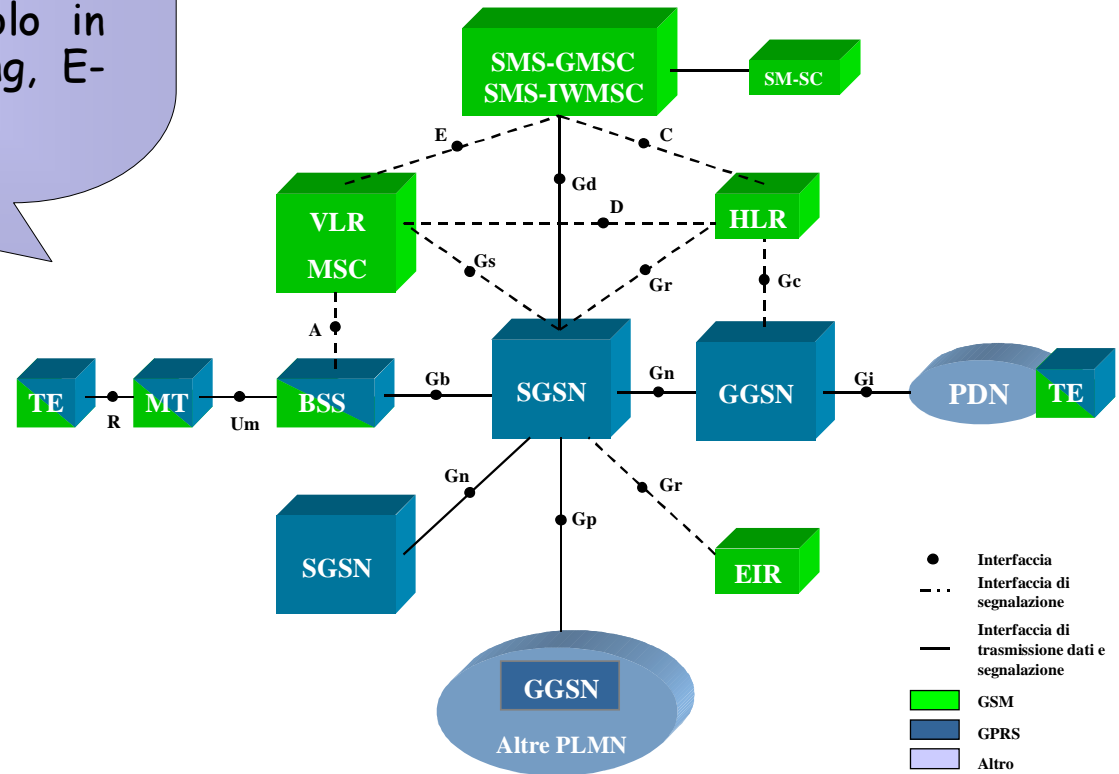 olo in
ng, E-
SMS-GMSC
SMS-IWMSC
SM-SC
E
C
Gd
D
VLR
MSC
HLR
Gs
Gr
Gc
A
TE
R
MT
Um
BSS
Gb
SGSN
Gn
GGSN
Gi
PDN
TE
Gn
Gp
Gr
SGSN
EIR
GGSN
Altre PLMN
Interfaccia
Interfaccia di
segnalazione
Interfaccia di
trasmissione dati e
segnalazione
GSM
GPRS
Altro